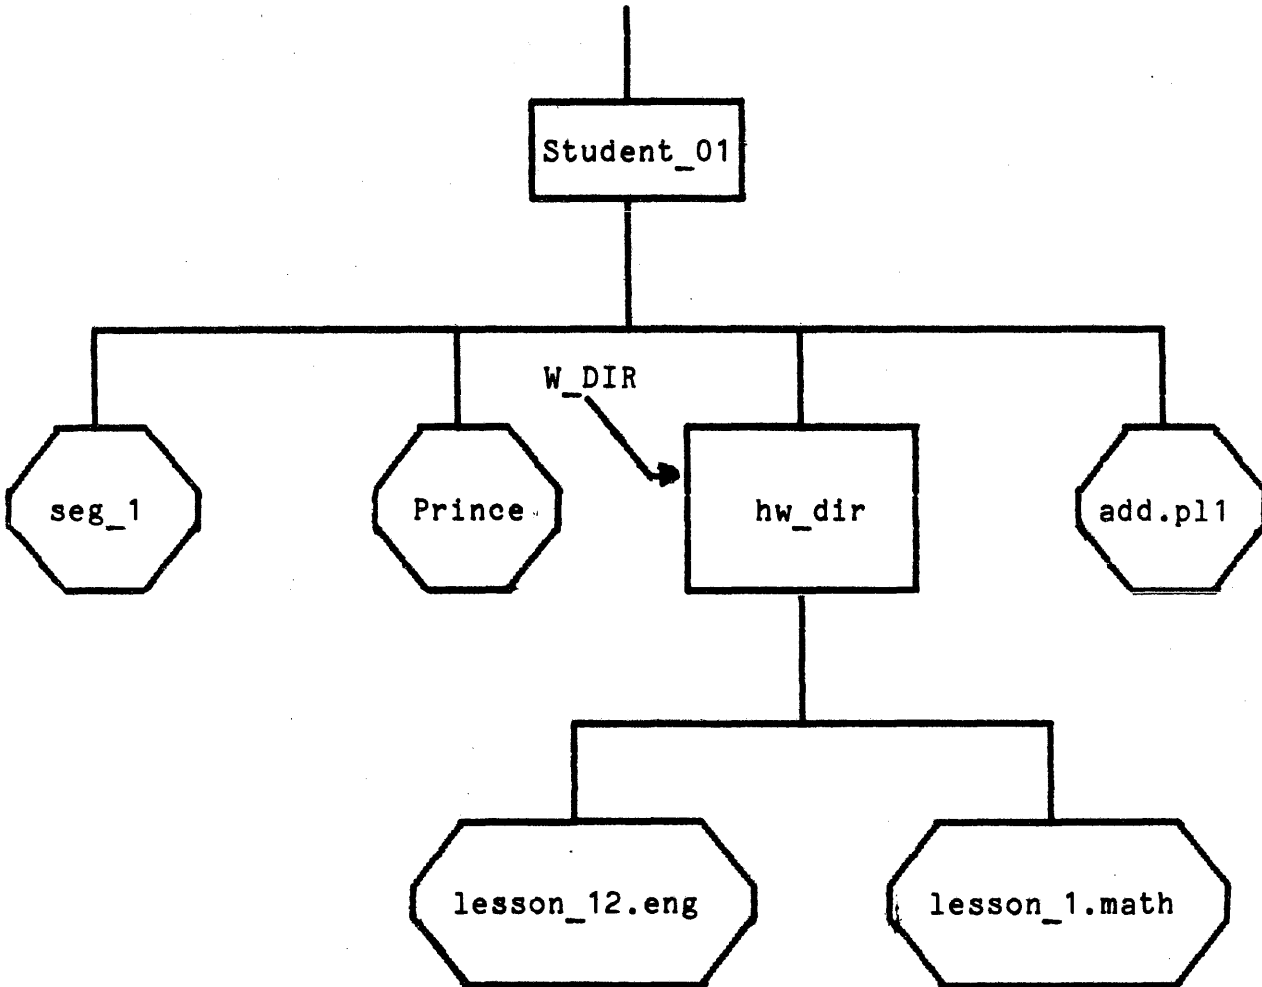 Student_01
W_DIR
seg_1
Prince
hw_dir
add.pl1
lesson_12.eng
lesson_1.math